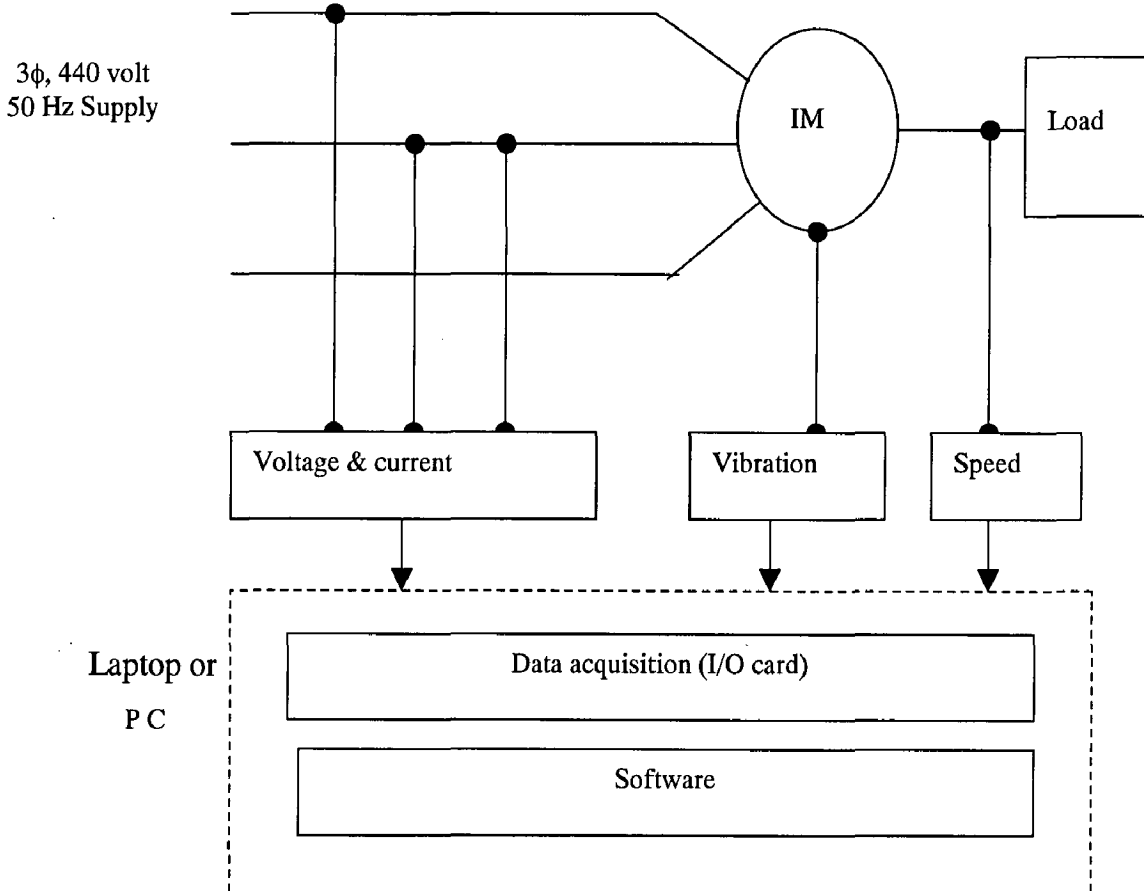 3ϕ, 440 volt
50 Hz Supply
IM
Load
Voltage & current
Vibration
Speed
Laptop or
P C
Data acquisition (I/O card)
Software